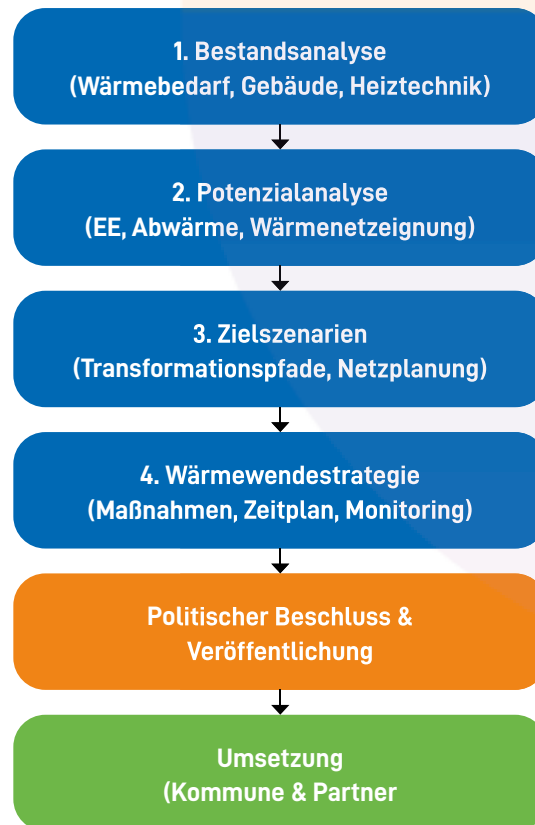 1. Bestandsanalyse
(Wärmebedarf, Gebäude, Heiztechnik)
2. Potenzialanalyse
(EE, Abwärme, Wärmenetzeignung)
3. Zielszenarien
(Transformationspfade, Netzplanung)
4. Wärmewendestrategie
(Maßnahmen, Zeitplan, Monitoring)
Politischer Beschluss &
Veröffentlichung
Umsetzung
(Kommune & Partner